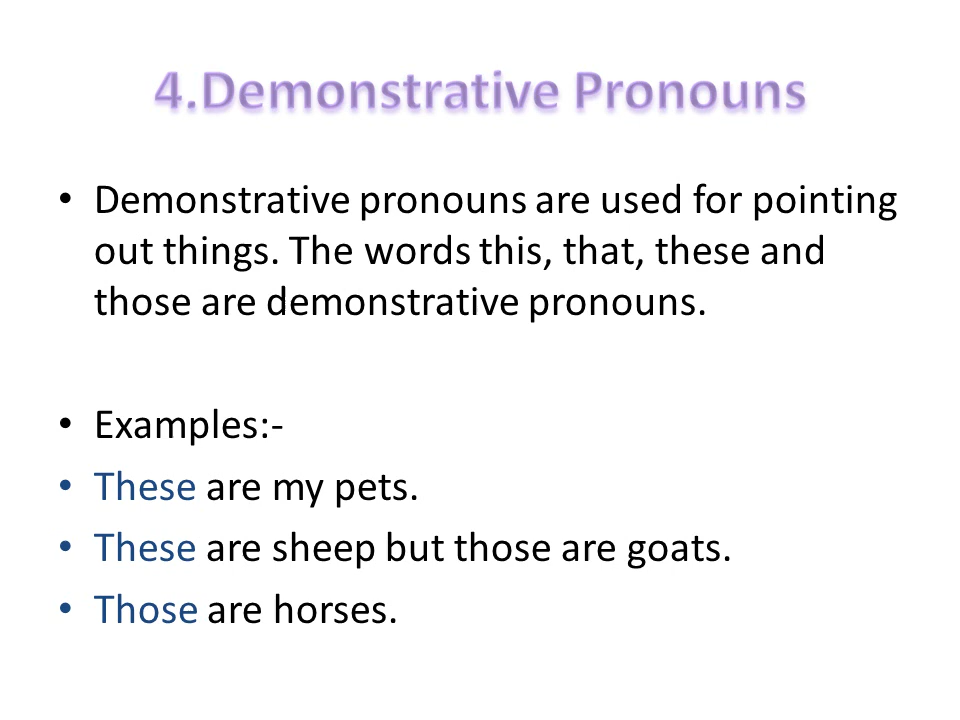 4.Demonstrative Pronouns
• Demonstrative pronouns are used for pointing
out things. The words this, that, these and
those are demonstrative pronouns.
• Examples:-
• These are my pets.
• These are sheep but those are goats.
• Those are horses.